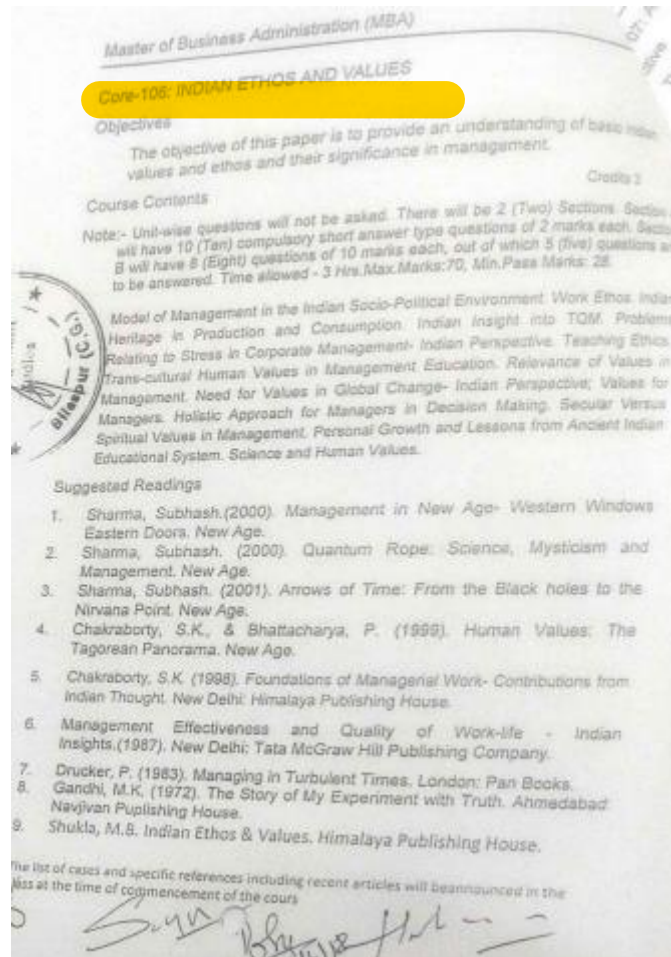 Master of Business Administration (MBA)
Core-106: INDIAN ETHOS AND VALUES
Objectives
The objective of this paper is to provide an understanding of basic
values and ethos and their significance in management.
Credits 3
Course Contents
Note:- Unit-wise questions will not be asked. There will be 2 (Two) Sections. Section
will have 10 (Ten) compulsory short answer type questions of 2 marks each. Sectio
B will have 8 (Eight) questions of 10 marks each, out of which 5 (five) questions a
to be answered. Time allowed - 3 Hrs.Max.Marks:70, Min.Pass Marks: 28.
Model of Management in the Indian Socio-Political Environment. Work Ethos. India
Heritage in Production and Consumption. Indian Insight into TQM. Problem
Relating to Stress in Corporate Management- Indian Perspective. Teaching Ethics.
Trans-cultural Human Values in Management Education. Relevance of Values in
Management. Need for Values in Global Change- Indian Perspective; Values for
Managers. Holistic Approach for Managers in Decision Making. Secular Versus
Spiritual Values in Management. Personal Growth and Lessons from Ancient Indian
Educational System. Science and Human Values.
Bilaspur (C.G.)
Suggested Readings
1. Sharma, Subhash.(2000). Management in New Age- Western Windows
Eastern Doors. New Age.
2. Sharma, Subhash. (2000). Quantum Rope: Science, Mysticism and
Management. New Age.
3. Sharma, Subhash. (2001). Arrows of Time: From the Black holes to the
Nirvana Point. New Age.
4. Chakraborty, S.K., & Bhattacharya, P. (1999). Human Values: The
Tagorean Panorama. New Age.
5. Chakraborty, S.K. (1998). Foundations of Managerial Work- Contributions from
Indian Thought. New Delhi: Himalaya Publishing House.
6. Management Effectiveness and Quality of Work-life - Indian
Insights.(1987). New Delhi: Tata McGraw Hill Publishing Company.
7. Drucker, P. (1983). Managing in Turbulent Times. London: Pan Books.
8. Gandhi, M.K, (1972). The Story of My Experiment with Truth. Ahmedabad:
Navjivan Puplishing House.
9. Shukla, M.B. Indian Ethos & Values. Himalaya Publishing House.
The list of cases and specific references including recent articles will beannounced in the
at the time of commencement of the cours